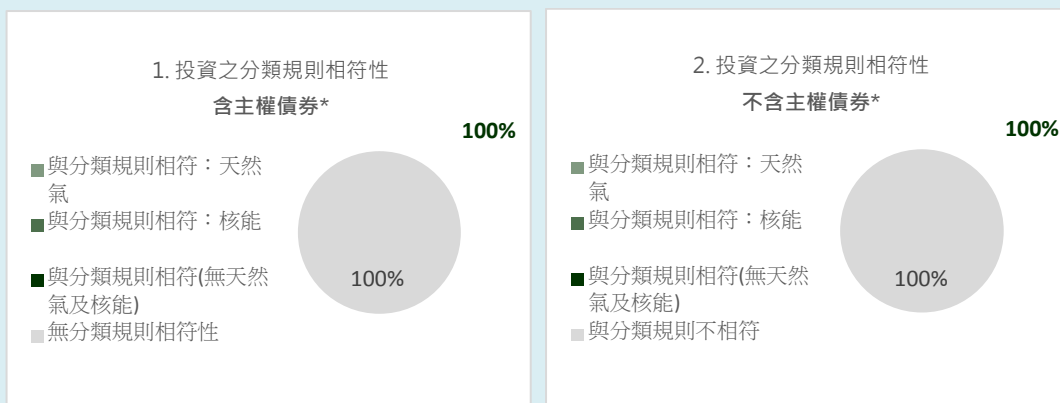 1. 投資之分類規則相符性
含主權債券*
100%
與分類規則相符：天然
氣
與分類規則相符：核能
與分類規則相符(無天然
氣及核能)
無分類規則相符性
100%
2. 投資之分類規則相符性
不含主權債券*
100%
與分類規則相符：天然
氣
與分類規則相符：核能
與分類規則相符(無天然
氣及核能)
與分類規則不相符
100%